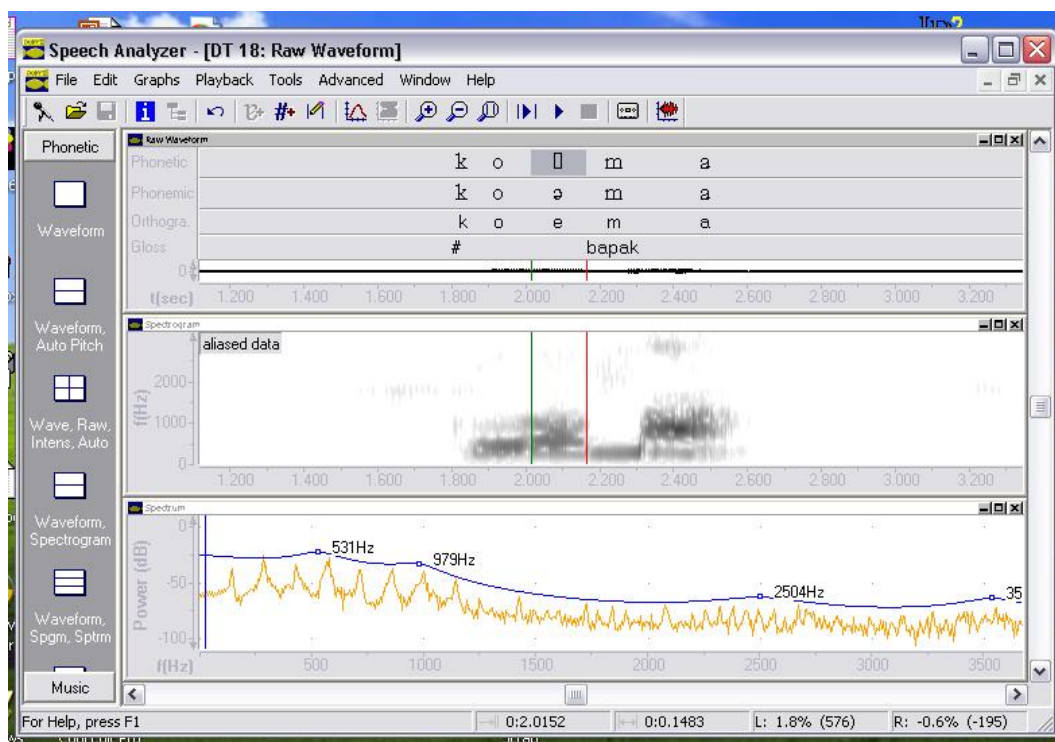 Speech Analyzer - [DT 18: Raw Waveform]
File Edit Graphs Playback Tools Advanced Window Help
Phonetic
Waveform
Waveform, Auto Pitch
Wave, Raw, Intens, Auto
Waveform, Spectrogram
Waveform, Spgm, Sptrm
Music
Raw Waveform
Phonetic k o m a
Phonemic k o ə m a
Orthogra. k o e m a
Gloss # bapak
0
t(sec) 1.200 1.400 1.600 1.800 2.000 2.200 2.400 2.600 2.800 3.000 3.200
Spectrogram
aliased data
f(Hz)
2000
1000
0
1.200 1.400 1.600 1.800 2.000 2.200 2.400 2.600 2.800 3.000 3.200
Spectrum
Power (dB)
0
-50
-100
531Hz 979Hz 2504Hz 35
f(Hz) 500 1000 1500 2000 2500 3000 3500
For Help, press F1 0:2.0152 0:0.1483 L: 1.8% (576) R: -0.6% (-195)